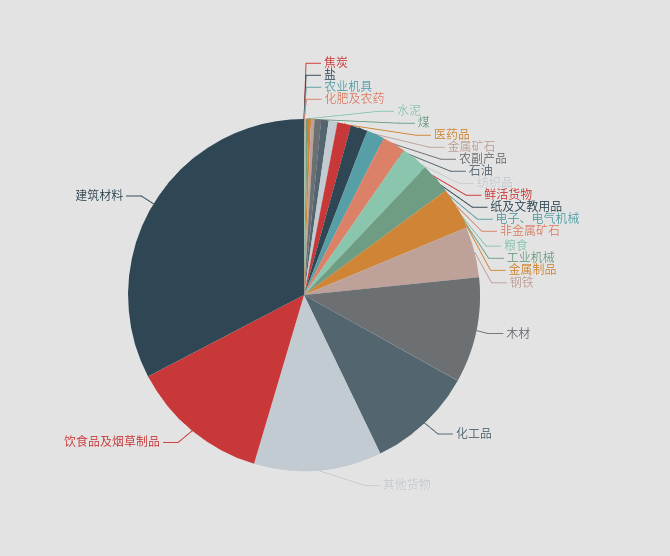 焦炭
盐
农业机具
化肥及农药
水泥
煤
医药品
金属矿石
农副产品
石油
纺织品
鲜活货物
纸及文教用品
电子、电气机械
非金属矿石
粮食
工业机械
金属制品
钢铁
木材
化工品
其他货物
饮食品及烟草制品
建筑材料